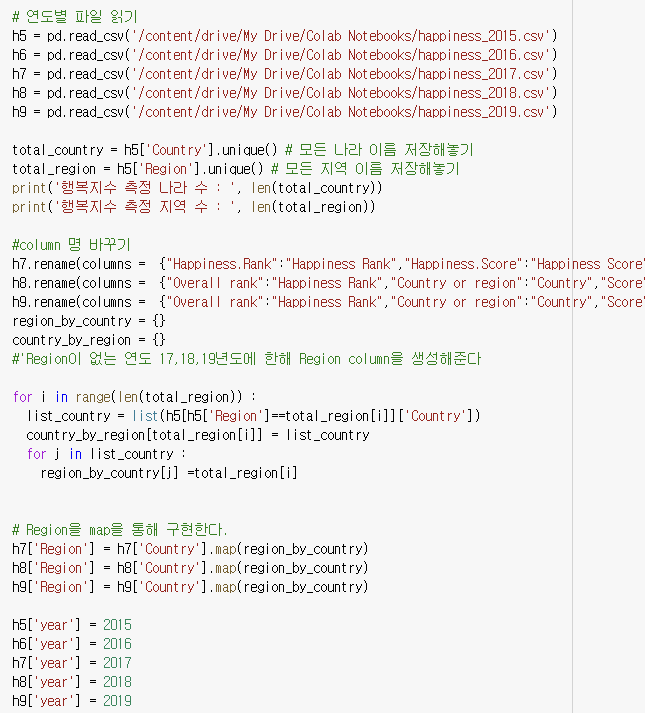 # 연도별 파일 읽기
h5 = pd.read_csv('/content/drive/My Drive/Colab Notebooks/happiness_2015.csv')
h6 = pd.read_csv('/content/drive/My Drive/Colab Notebooks/happiness_2016.csv')
h7 = pd.read_csv('/content/drive/My Drive/Colab Notebooks/happiness_2017.csv')
h8 = pd.read_csv('/content/drive/My Drive/Colab Notebooks/happiness_2018.csv')
h9 = pd.read_csv('/content/drive/My Drive/Colab Notebooks/happiness_2019.csv')
total_country = h5['Country'].unique() # 모든 나라 이름 저장해놓기
total_region = h5['Region'].unique() # 모든 지역 이름 저장해놓기
print('행복지수 측정 나라 수 : ', len(total_country))
print('행복지수 측정 지역 수 : ', len(total_region))
#column 명 바꾸기
h7.rename(columns =  {"Happiness.Rank":"Happiness Rank","Happiness.Score":"Happiness Score"
h8.rename(columns =  {"Overall rank":"Happiness Rank","Country or region":"Country","Score"
h9.rename(columns =  {"Overall rank":"Happiness Rank","Country or region":"Country","Score"
region_by_country = {}
country_by_region = {}
#'Region이 없는 연도 17,18,19년도에 한해 Region column을 생성해준다
for i in range(len(total_region)) :
  list_country = list(h5[h5['Region']==total_region[i]]['Country'])
  country_by_region[total_region[i]] = list_country
  for j in list_country :
    region_by_country[j] =total_region[i]
# Region을 map을 통해 구현한다.
h7['Region'] = h7['Country'].map(region_by_country)
h8['Region'] = h8['Country'].map(region_by_country)
h9['Region'] = h9['Country'].map(region_by_country)
h5['year'] = 2015
h6['year'] = 2016
h7['year'] = 2017
h8['year'] = 2018
h9['year'] = 2019